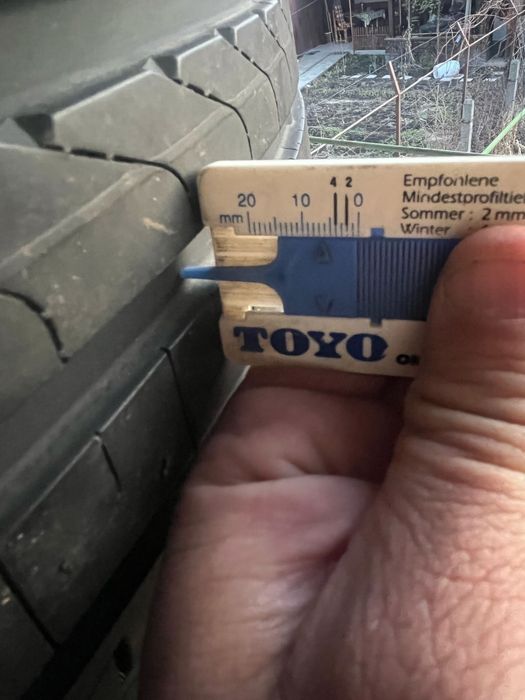 4 2
20 10 0
mm
Empfohlene
Mindestprofiltie
Sommer : 2 mm
Winter :
TOYO